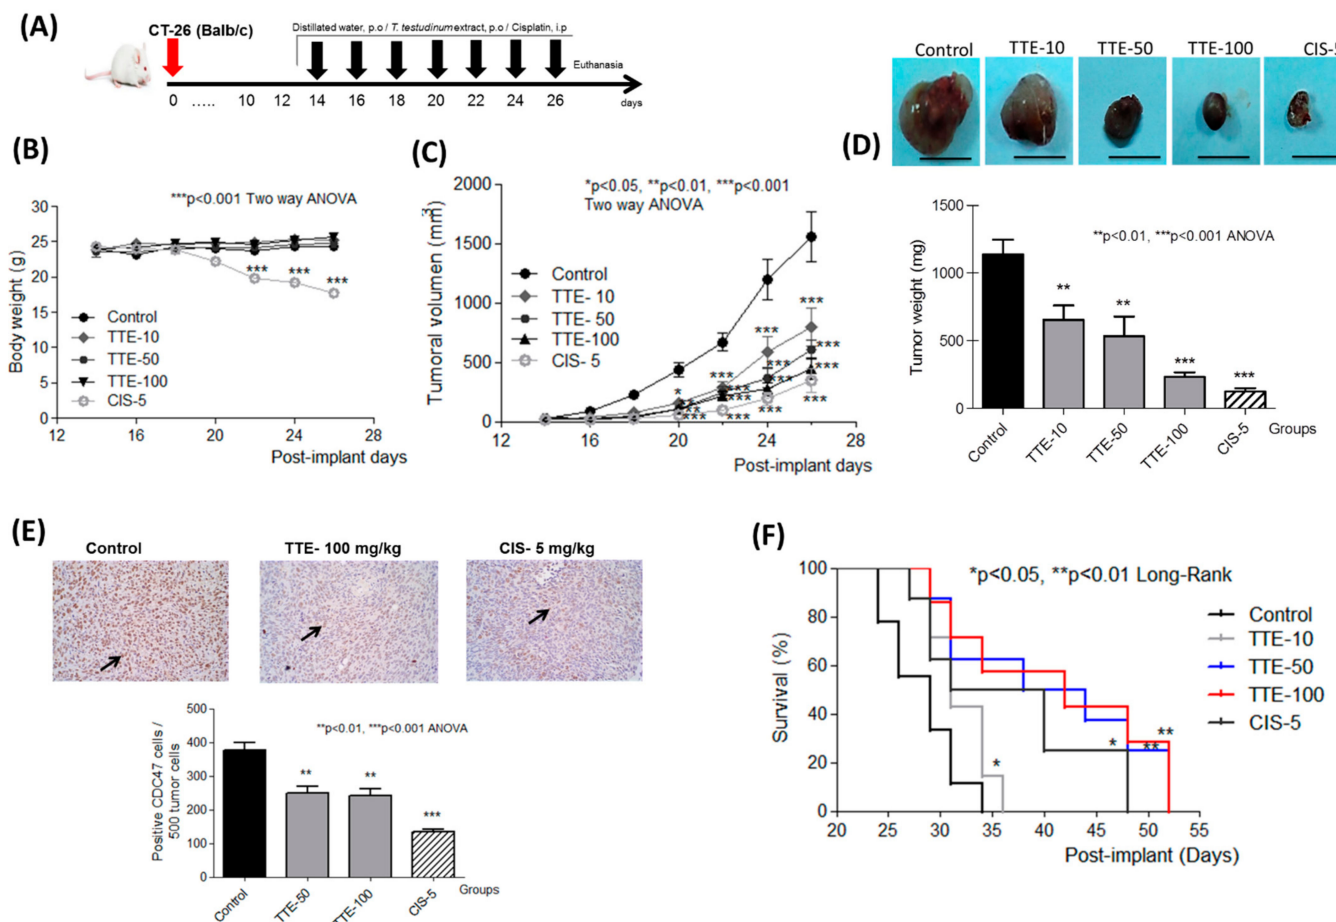 (A)
CT-26 (Balb/c)
Distilled water, p.o / T. testudinum extract, p.o / Cisplatin, i.p
Euthanasia
0 ..... 10 12 14 16 18 20 22 24 26 days
(B)
***p<0.001 Two way ANOVA
Body weight (g)
30
25
20
15
10
5
0
*** *** ***
Control
TTE-10
TTE-50
TTE-100
CIS-5
12 16 20 24 28
Post-implant days
(C)
*p<0.05, **p<0.01, ***p<0.001
Two way ANOVA
Tumoral volumen (mm3)
2000
1500
1000
500
0
Control
TTE- 10
TTE- 50
TTE-100
CIS- 5
12 16 20 24 28
Post-implant days
(D)
Control TTE-10 TTE-50 TTE-100 CIS-5
**p<0.01, ***p<0.001 ANOVA
Tumor weight (mg)
1500
1000
500
0
** ** *** ***
Control TTE-10 TTE-50 TTE-100 CIS-5 Groups
(E)
Control TTE- 100 mg/kg CIS- 5 mg/kg
**p<0.01, ***p<0.001 ANOVA
Positive CDC47 cells /
500 tumor cells
500
400
300
200
100
0
** ** ***
Control TTE-50 TTE-100 CIS-5 Groups
(F)
*p<0.05, **p<0.01 Long-Rank
Survival (%)
100
80
60
40
20
0
* * ** **
Control
TTE-10
TTE-50
TTE-100
CIS-5
20 25 30 35 40 45 50 55
Post-implant (Days)